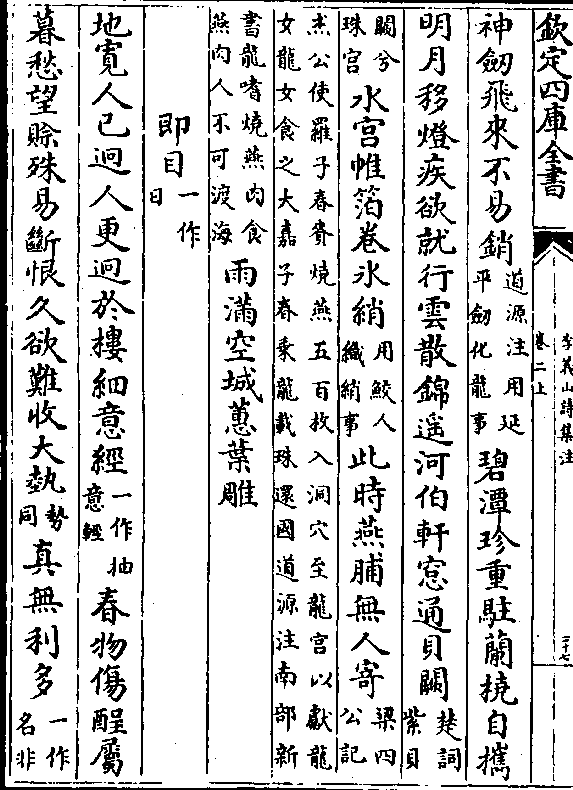 欽定四庫全書
李義山詩集注
卷二上
二十七
神劒飛來不易銷道源注用延平劒化龍事碧潭珍重駐蘭橈自攜
明月移燈疾欲就行雲散錦遥河伯軒窓通貝闕楚詞紫貝
闕兮珠宮水宮帷箔卷氷綃用鮫人織綃事此時燕脯無人寄梁四公記
杰公使羅子春賫燒燕五百枚入洞穴至龍宮以獻龍
女龍女食之大嘉子春乗龍載珠還國道源注南部新
書龍嗜燒燕肉食燕肉人不可渡海雨滿空城蕙葉雕
即目一作日
地寛人已迥人更迥於樓細意經一作抽意輕春物傷酲屬
暮愁望賒殊易斷恨久欲難收大埶勢同真無利多一作名非